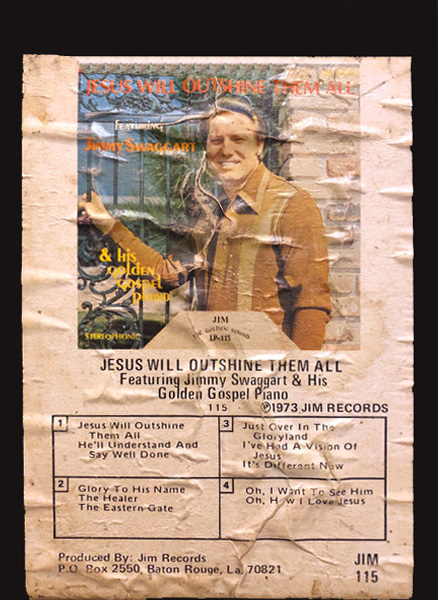 JESUS WILL OUTSHINE THEM ALL
FEATURING
JIMMY SWAGGART
& his
golden
gospel
piano
STEREOPHONIC
JIM
THE GOLDEN SOUND
LP-115
JESUS WILL OUTSHINE THEM ALL
Featuring Jimmy Swaggart & His
Golden Gospel Piano
115 ℗1973 JIM RECORDS
1 Jesus Will Outshine
Them All
He'll Understand And
Say Well Done
3 Just Over In The
Gloryland
I've Had A Vision Of
Jesus
It's Different Now
2 Glory To His Name
The Healer
The Eastern Gate
4 Oh, I Want To See Him
Oh, How I Love Jesus
Produced By: Jim Records
P.O. Box 2550, Baton Rouge, La. 70821
JIM
115